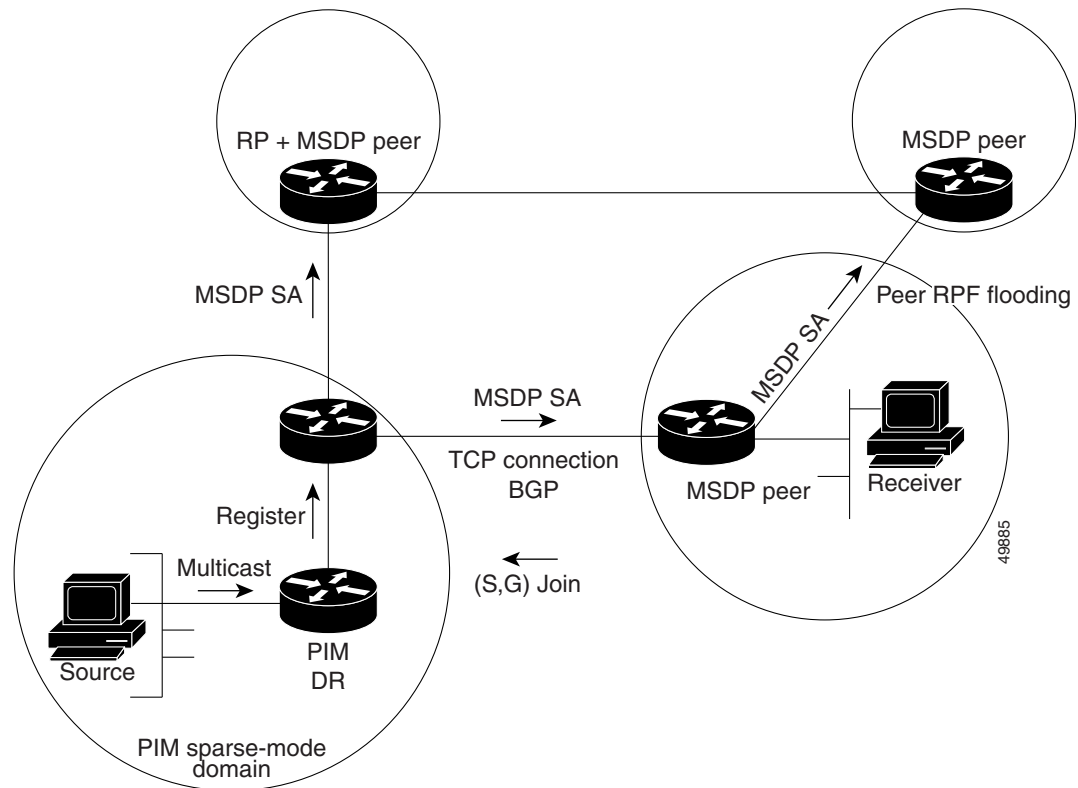 RP + MSDP peer
MSDP peer
MSDP SA
Peer RPF flooding
MSDP SA
MSDP SA
TCP connection
BGP
MSDP peer
Receiver
Register
49885
Multicast
(S,G) Join
Source
PIM
DR
PIM sparse-mode
domain